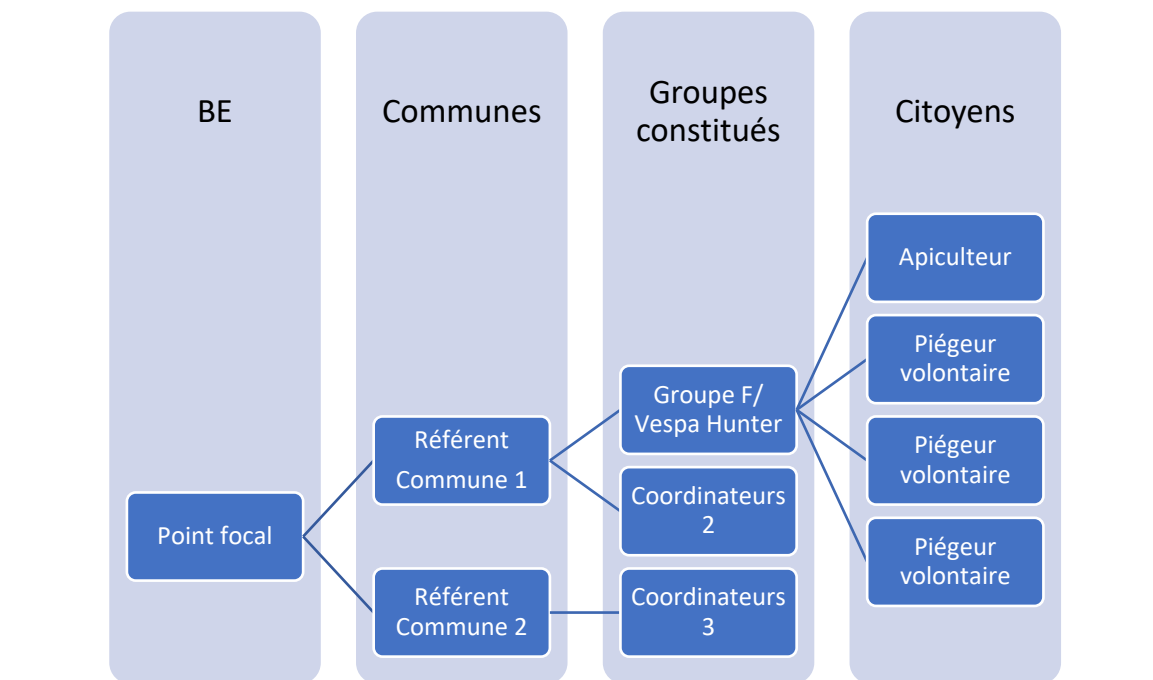 BE
Communes
Groupes
constitués
Citoyens
Apiculteur
Piégeur
volontaire
Groupe F/
Vespa Hunter
Référent
Commune 1
Piégeur
volontaire
Coordinateurs
2
Point focal
Piégeur
volontaire
Référent
Commune 2
Coordinateurs
3